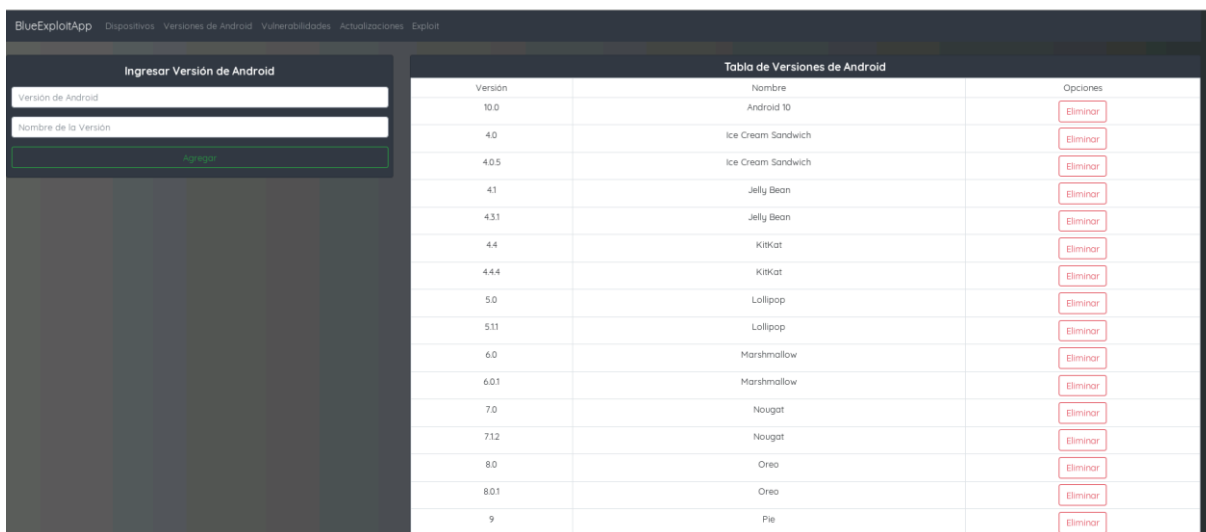 BlueExploitApp Dispositivos Versiones de Android Vulnerabilidades Actualizaciones Exploit
Ingresar Versión de Android
Versión de Android
Nombre de la Versión
Agregar
Tabla de Versiones de Android
Versión Nombre Opciones
10.0 Android 10 Eliminar
4.0 Ice Cream Sandwich Eliminar
4.0.5 Ice Cream Sandwich Eliminar
4.1 Jelly Bean Eliminar
4.3.1 Jelly Bean Eliminar
4.4 KitKat Eliminar
4.4.4 KitKat Eliminar
5.0 Lollipop Eliminar
5.1.1 Lollipop Eliminar
6.0 Marshmallow Eliminar
6.0.1 Marshmallow Eliminar
7.0 Nougat Eliminar
7.1.2 Nougat Eliminar
8.0 Oreo Eliminar
8.0.1 Oreo Eliminar
9 Pie Eliminar